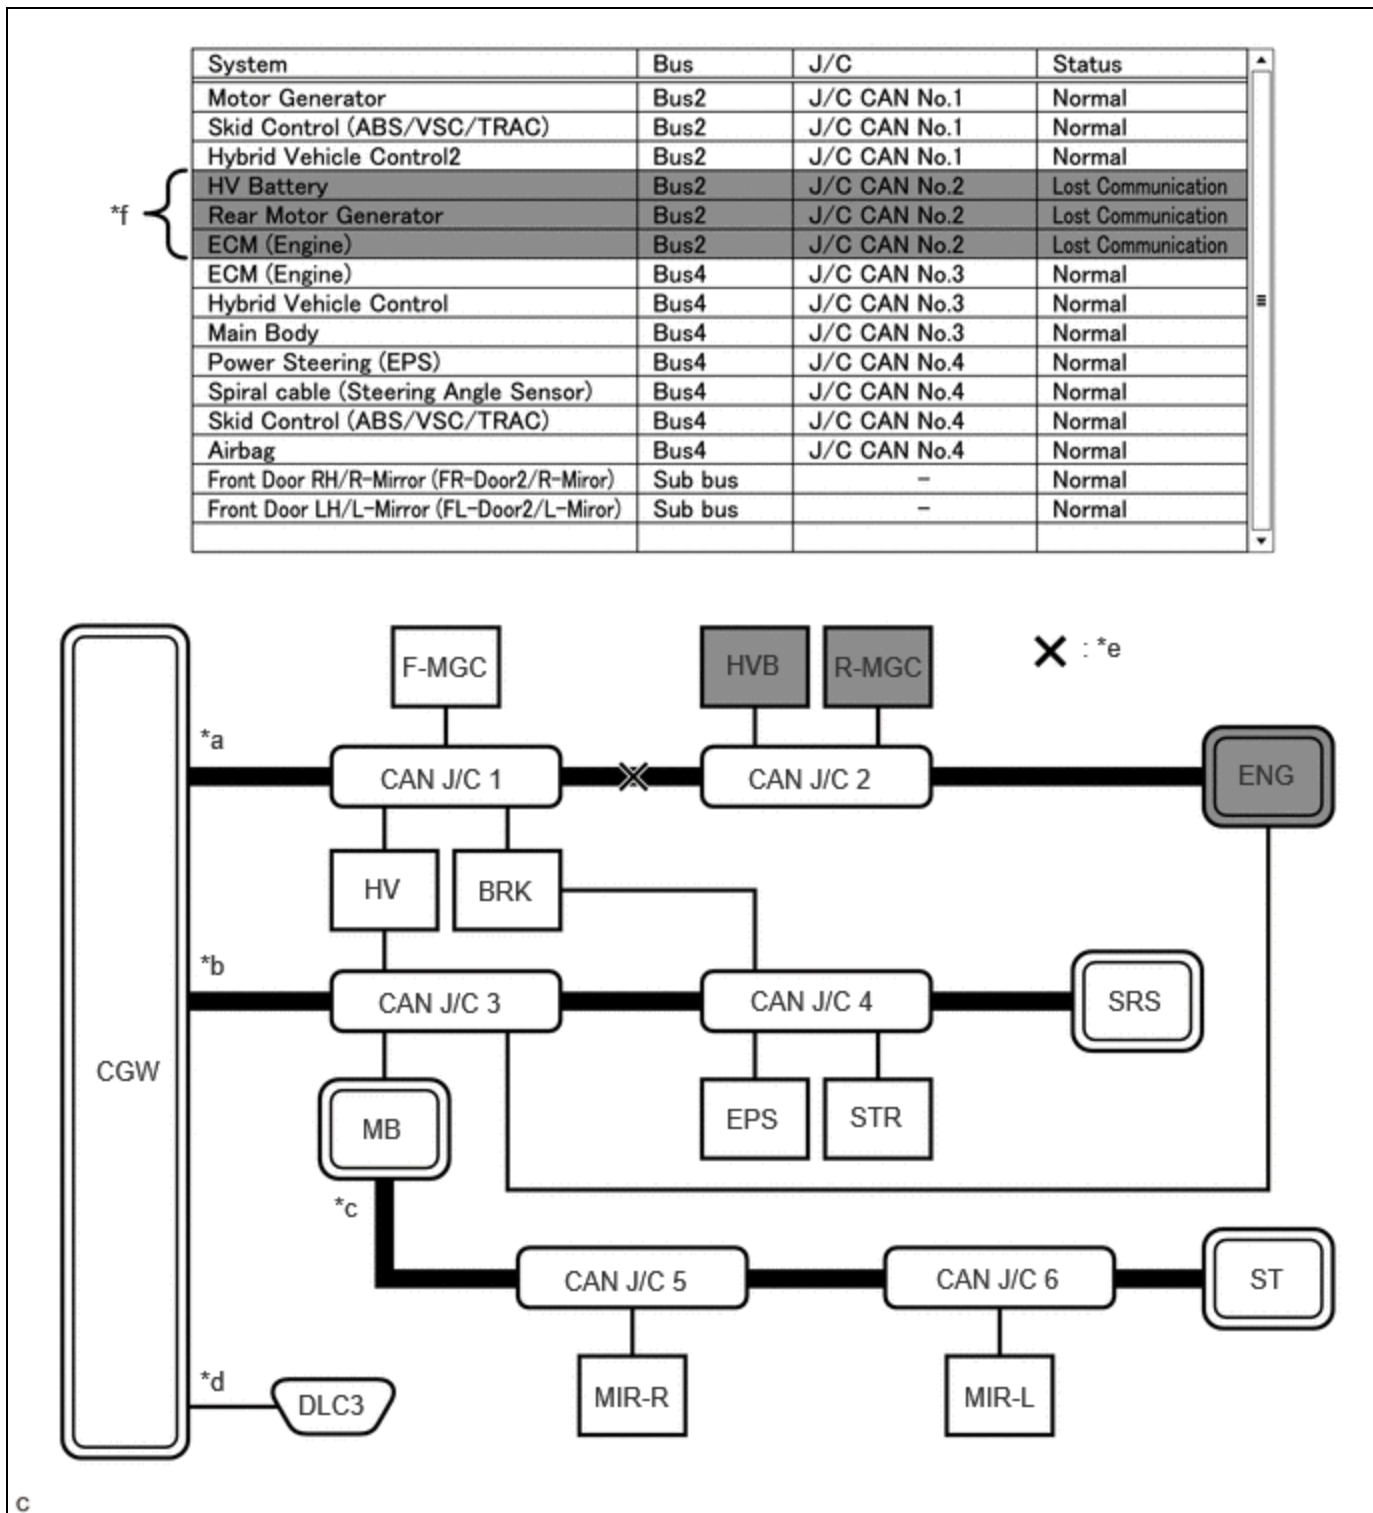 System Bus J/C Status
Motor Generator Bus2 J/C CAN No.1 Normal
Skid Control (ABS/VSC/TRAC) Bus2 J/C CAN No.1 Normal
Hybrid Vehicle Control2 Bus2 J/C CAN No.1 Normal
HV Battery Bus2 J/C CAN No.2 Lost Communication
*f Rear Motor Generator Bus2 J/C CAN No.2 Lost Communication
ECM (Engine) Bus2 J/C CAN No.2 Lost Communication
ECM (Engine) Bus4 J/C CAN No.3 Normal
Hybrid Vehicle Control Bus4 J/C CAN No.3 Normal
Main Body Bus4 J/C CAN No.3 Normal
Power Steering (EPS) Bus4 J/C CAN No.4 Normal
Spiral cable (Steering Angle Sensor) Bus4 J/C CAN No.4 Normal
Skid Control (ABS/VSC/TRAC) Bus4 J/C CAN No.4 Normal
Airbag Bus4 J/C CAN No.4 Normal
Front Door RH/R-Mirror (FR-Door2/R-Miror) Sub bus - Normal
Front Door LH/L-Mirror (FL-Door2/L-Miror) Sub bus - Normal
F-MGC HVB R-MGC : *e
*a
CAN J/C 1 CAN J/C 2 ENG
HV BRK
*b
CAN J/C 3 CAN J/C 4 SRS
CGW
MB EPS STR
*c
CAN J/C 5 CAN J/C 6 ST
*d
DLC3 MIR-R MIR-L
c